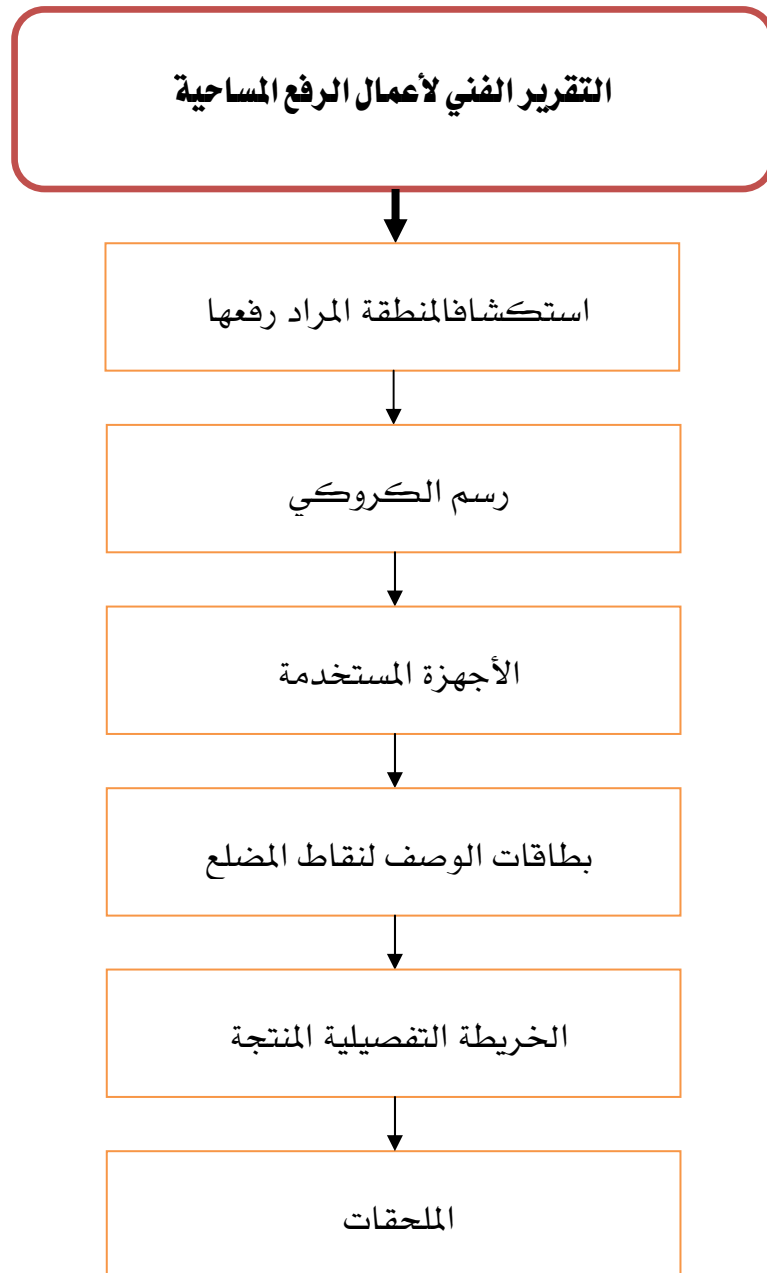 التقرير الفني لأعمال الرفع المساحية
استكشافالمنطقة المراد رفعها
رسم الكروكي
الأجهزة المستخدمة
بطاقات الوصف لنقاط المضلع
الخريطة التفصيلية المنتجة
الملحقات